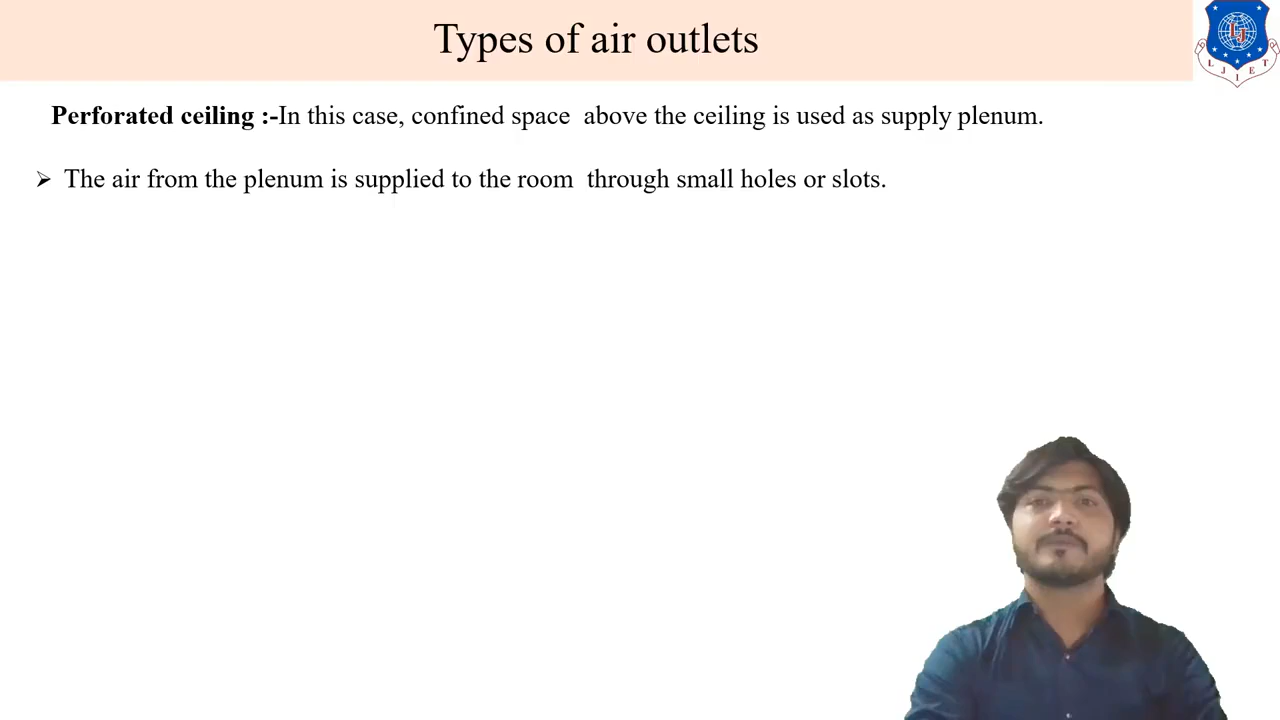 Types of air outlets
LJ
L J I E T
Perforated ceiling :-In this case, confined space  above the ceiling is used as supply plenum.
➢ The air from the plenum is supplied to the room  through small holes or slots.